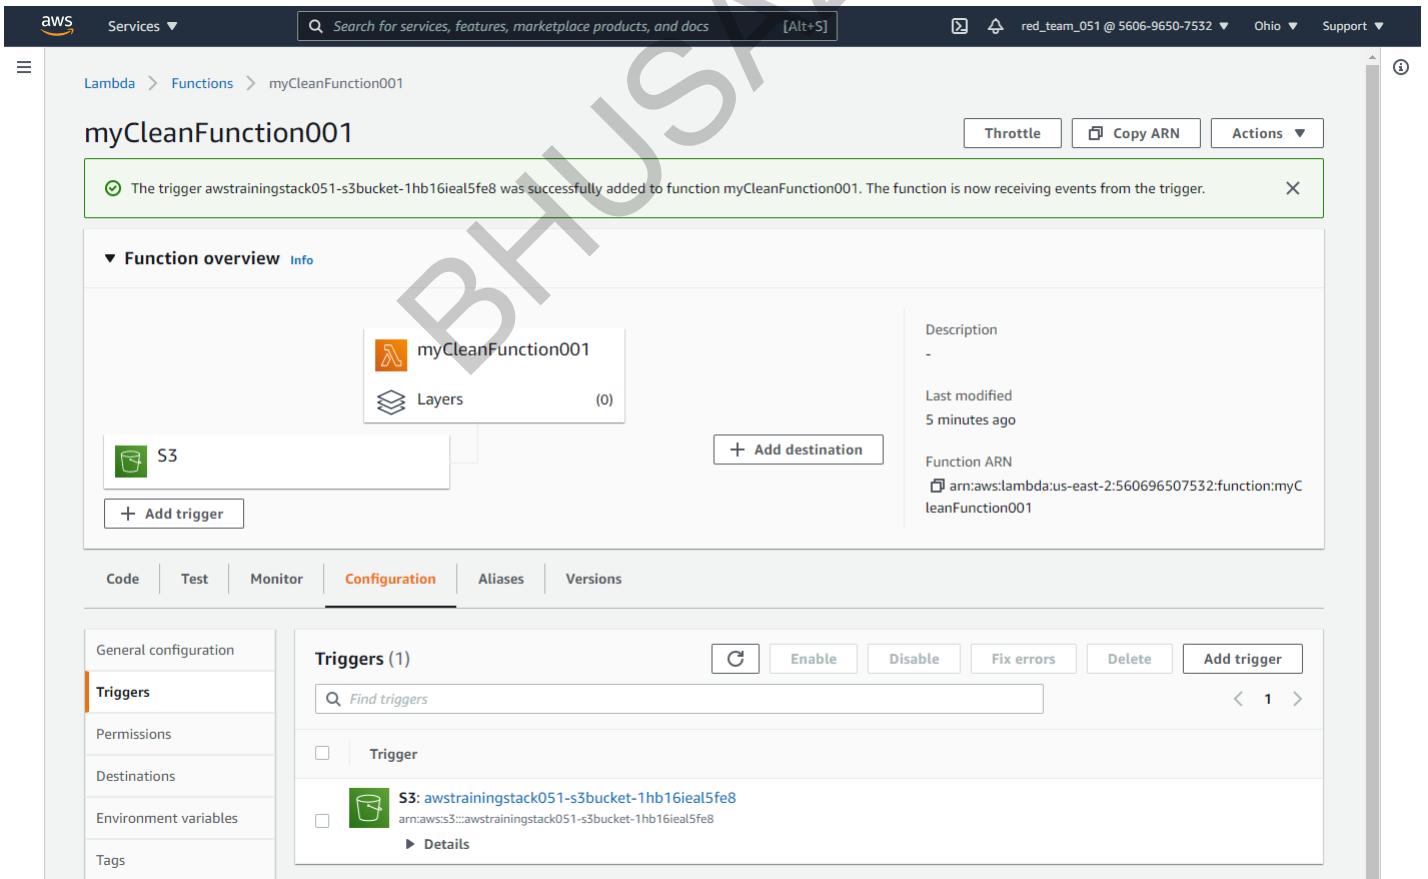 aws Services ▼ Search for services, features, marketplace products, and docs [Alt+S] red_team_051 @ 5606-9650-7532 ▼ Ohio ▼ Support ▼
Lambda > Functions > myCleanFunction001
myCleanFunction001
Throttle Copy ARN Actions ▼
The trigger awstrainingstack051-s3bucket-1hb16ieal5fe8 was successfully added to function myCleanFunction001. The function is now receiving events from the trigger.
▼ Function overview Info
myCleanFunction001
Layers (0)
S3
+ Add trigger
+ Add destination
Description
-
Last modified
5 minutes ago
Function ARN
arn:aws:lambda:us-east-2:560696507532:function:myC
leanFunction001
Code Test Monitor Configuration Aliases Versions
General configuration
Triggers
Permissions
Destinations
Environment variables
Tags
Triggers (1)
Enable Disable Fix errors Delete Add trigger
Find triggers
< 1 >
Trigger
S3: awstrainingstack051-s3bucket-1hb16ieal5fe8
arn:aws:s3:::awstrainingstack051-s3bucket-1hb16ieal5fe8
▶ Details